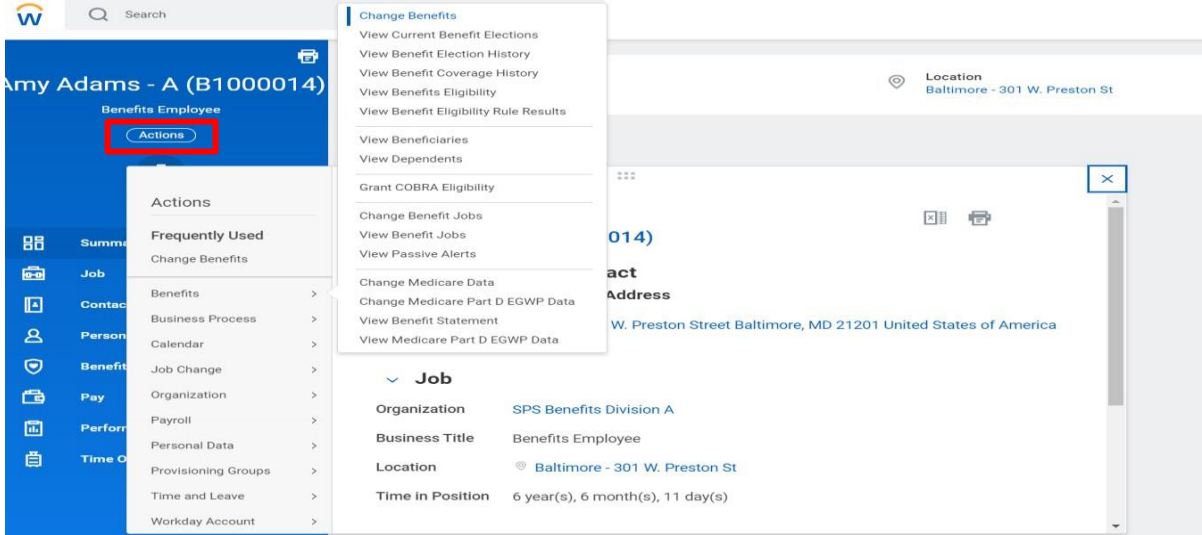 Search
Amy Adams - A (B1000014)
Benefits Employee
Actions
Summa
Job
Contac
Person
Benefit
Pay
Perforr
Time O
Actions
Frequently Used
Change Benefits
Benefits
Business Process
Calendar
Job Change
Organization
Payroll
Personal Data
Provisioning Groups
Time and Leave
Workday Account
Change Benefits
View Current Benefit Elections
View Benefit Election History
View Benefit Coverage History
View Benefits Eligibility
View Benefit Eligibility Rule Results
View Beneficiaries
View Dependents
Grant COBRA Eligibility
Change Benefit Jobs
View Benefit Jobs
View Passive Alerts
Change Medicare Data
Change Medicare Part D EGWP Data
View Benefit Statement
View Medicare Part D EGWP Data
Location
Baltimore - 301 W. Preston St
014)
act
Address
W. Preston Street Baltimore, MD 21201 United States of America
Job
Organization SPS Benefits Division A
Business Title Benefits Employee
Location Baltimore - 301 W. Preston St
Time in Position 6 year(s), 6 month(s), 11 day(s)